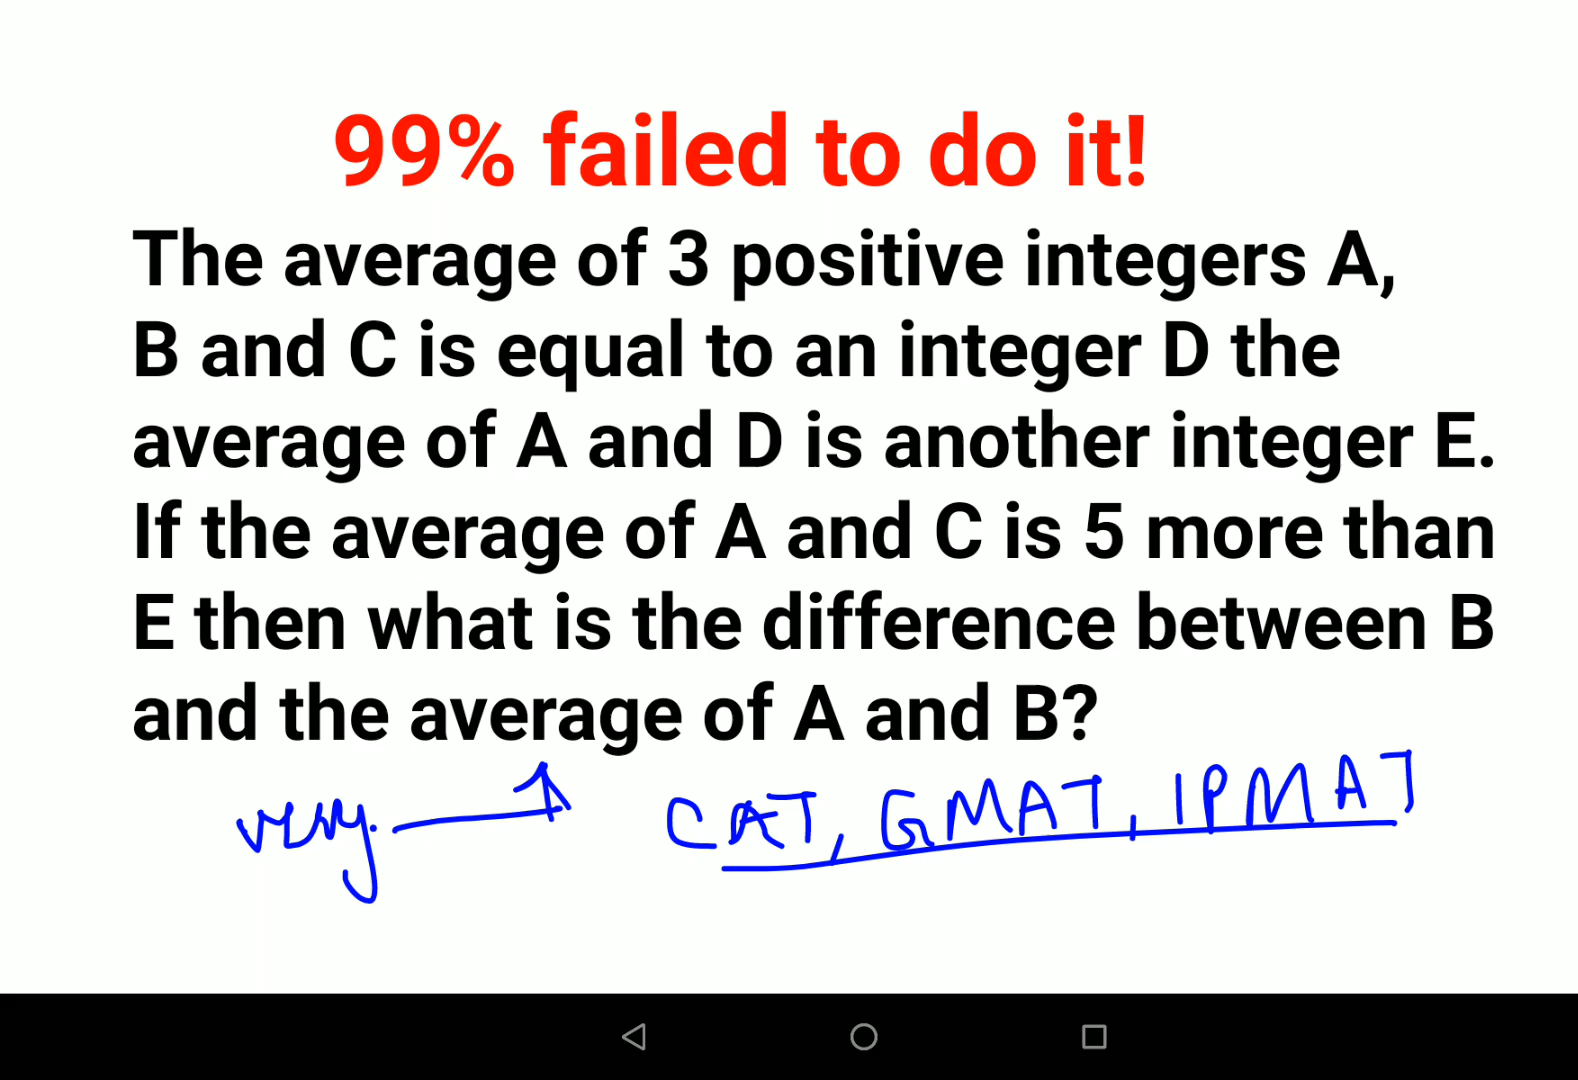 99% failed to do it!
The average of 3 positive integers A,
B and C is equal to an integer D the
average of A and D is another integer E.
If the average of A and C is 5 more than
E then what is the difference between B
and the average of A and B?
very. CAT, GMAT, IPMAT